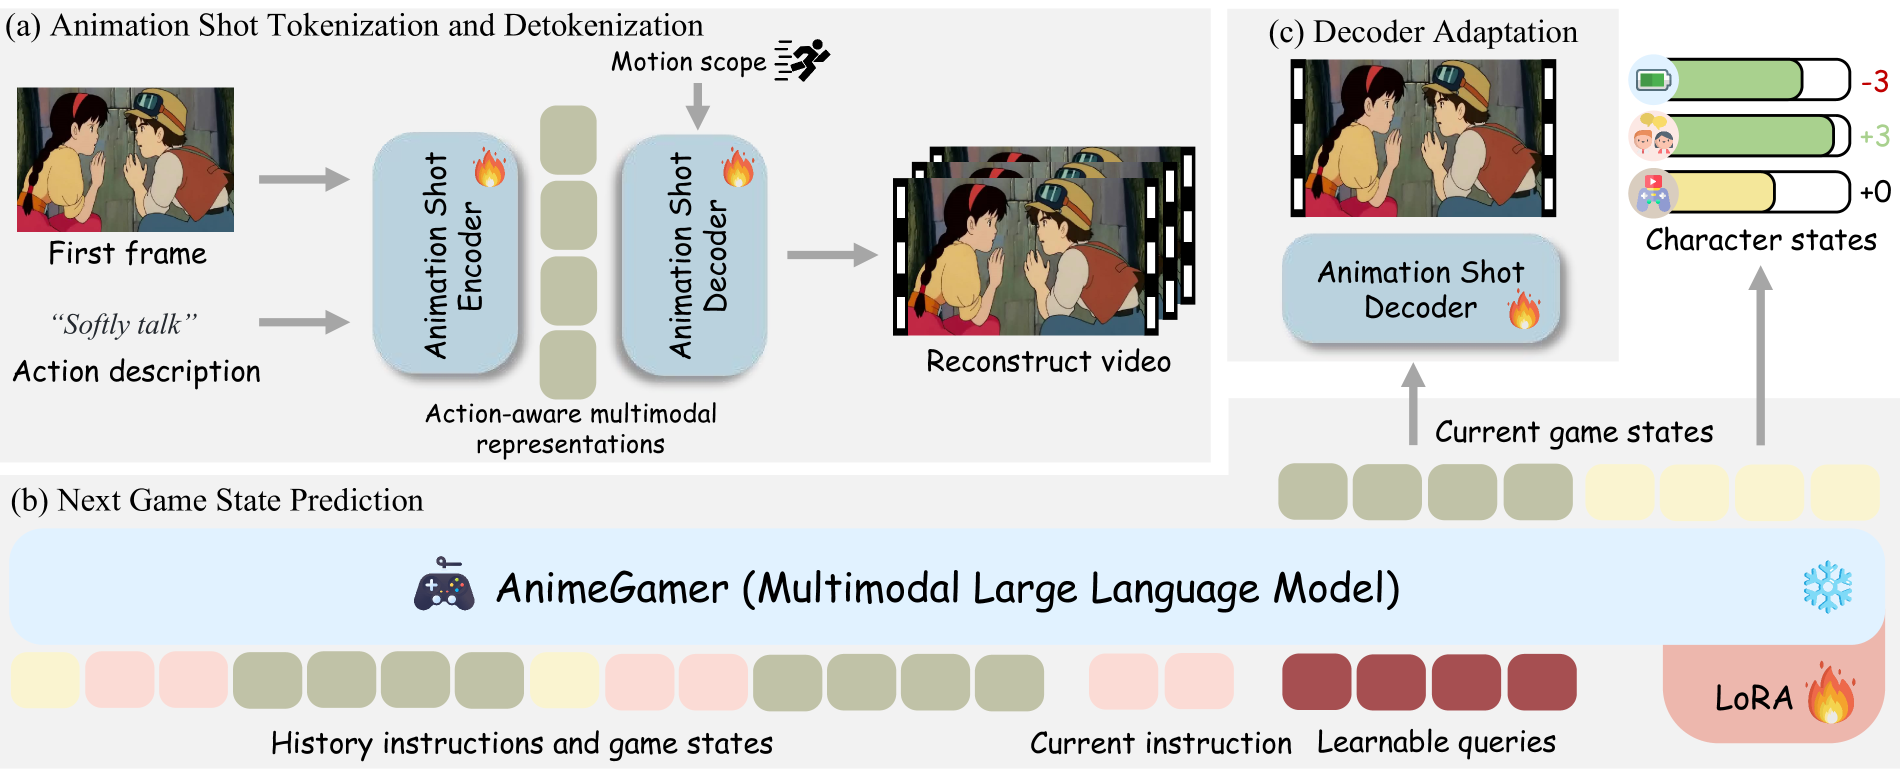 (a) Animation Shot Tokenization and Detokenization
Motion scope
First frame
“Softly talk”
Action description
Animation Shot
Encoder
Animation Shot
Decoder
Action-aware multimodal
representations
Reconstruct video
(c) Decoder Adaptation
Animation Shot
Decoder
-3
+3
+0
Character states
Current game states
(b) Next Game State Prediction
AnimeGamer (Multimodal Large Language Model)
LoRA
History instructions and game states
Current instruction
Learnable queries